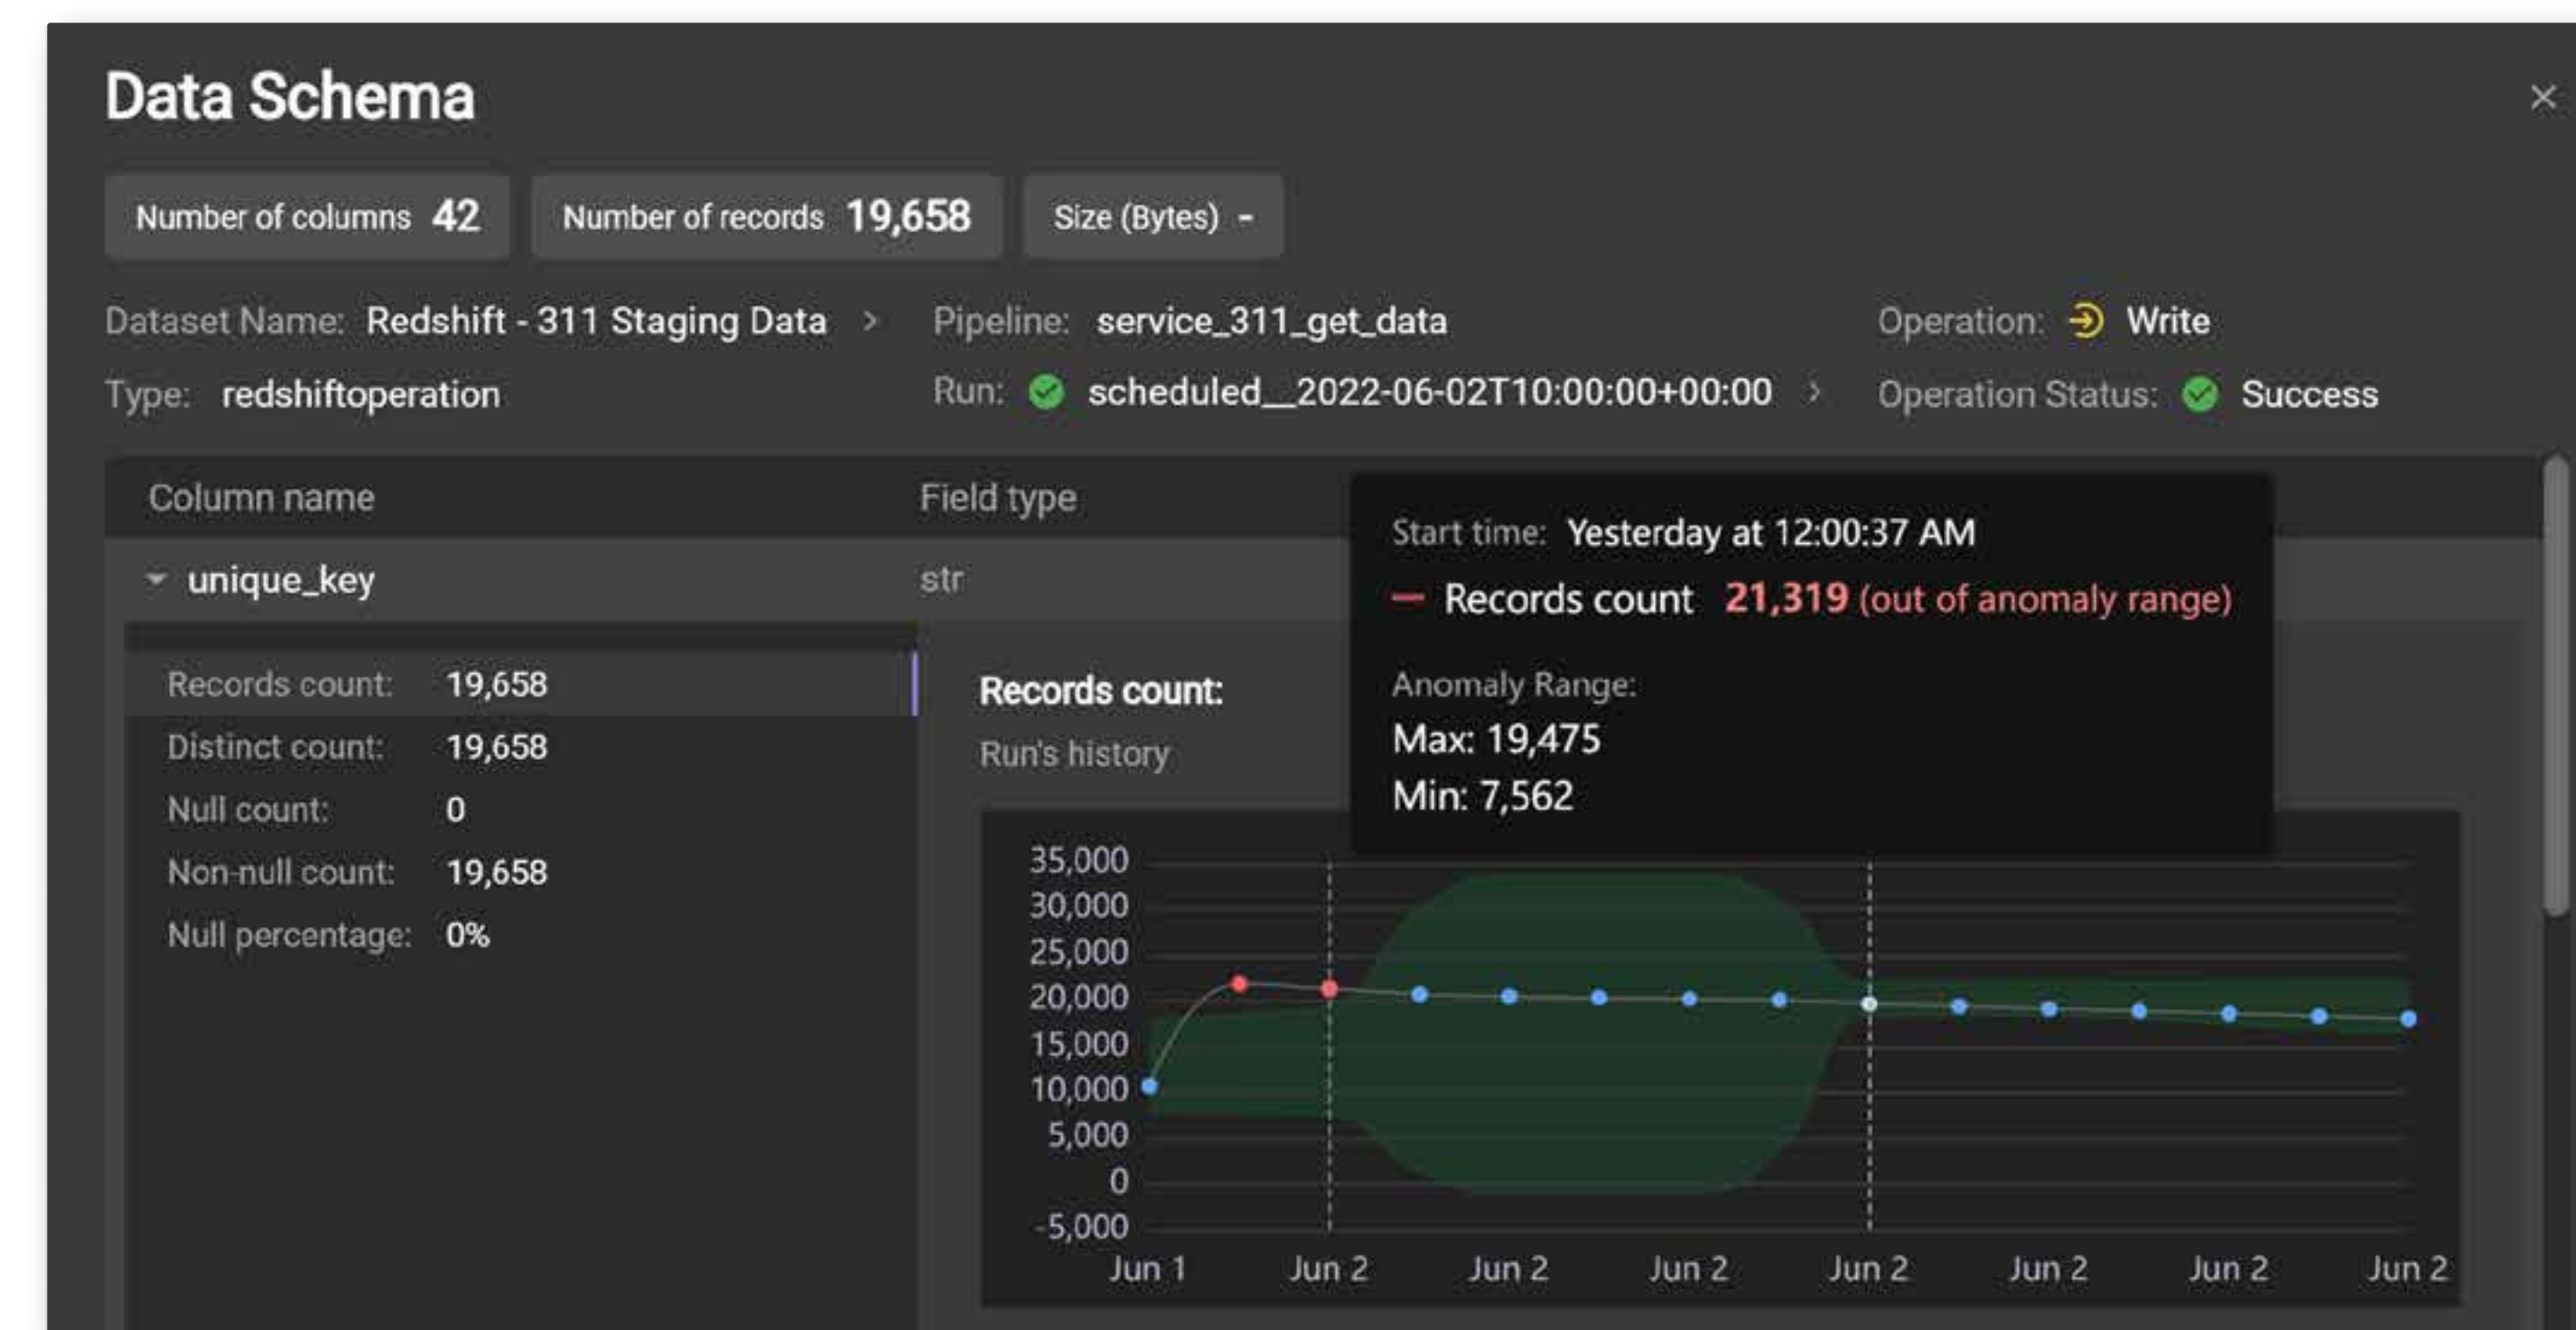 Data Schema
Number of columns 42 Number of records 19,658 Size (Bytes) -
Dataset Name: Redshift - 311 Staging Data > Pipeline: service_311_get_data Operation: Write
Type: redshiftoperation Run: scheduled__2022-06-02T10:00:00+00:00 > Operation Status: Success
Column name Field type
unique_key str
Start time: Yesterday at 12:00:37 AM
Records count 21,319 (out of anomaly range)
Anomaly Range:
Max: 19,475
Min: 7,562
Records count: 19,658
Distinct count: 19,658
Null count: 0
Non-null count: 19,658
Null percentage: 0%
Records count:
Run's history
35,000
30,000
25,000
20,000
15,000
10,000
5,000
0
-5,000
Jun 1 Jun 2 Jun 2 Jun 2 Jun 2 Jun 2 Jun 2 Jun 2